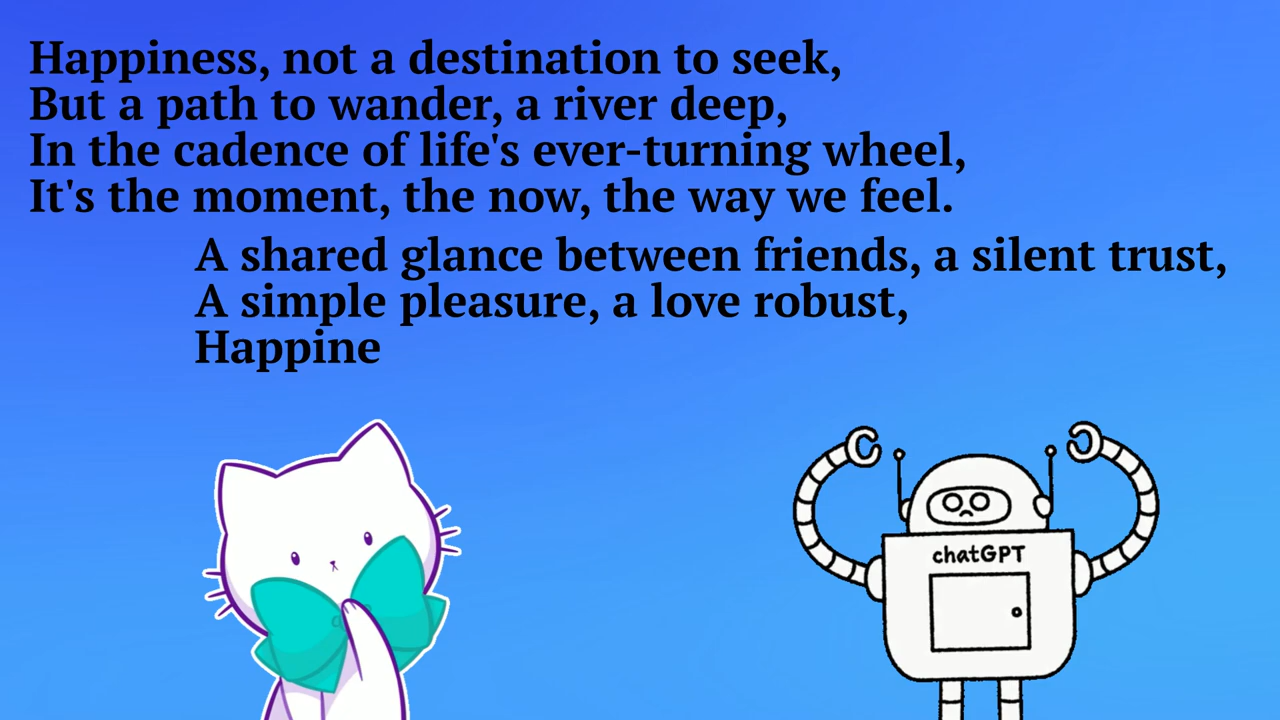 Happiness, not a destination to seek,
But a path to wander, a river deep,
In the cadence of life's ever-turning wheel,
It's the moment, the now, the way we feel.
A shared glance between friends, a silent trust,
A simple pleasure, a love robust,
Happine
chatGPT